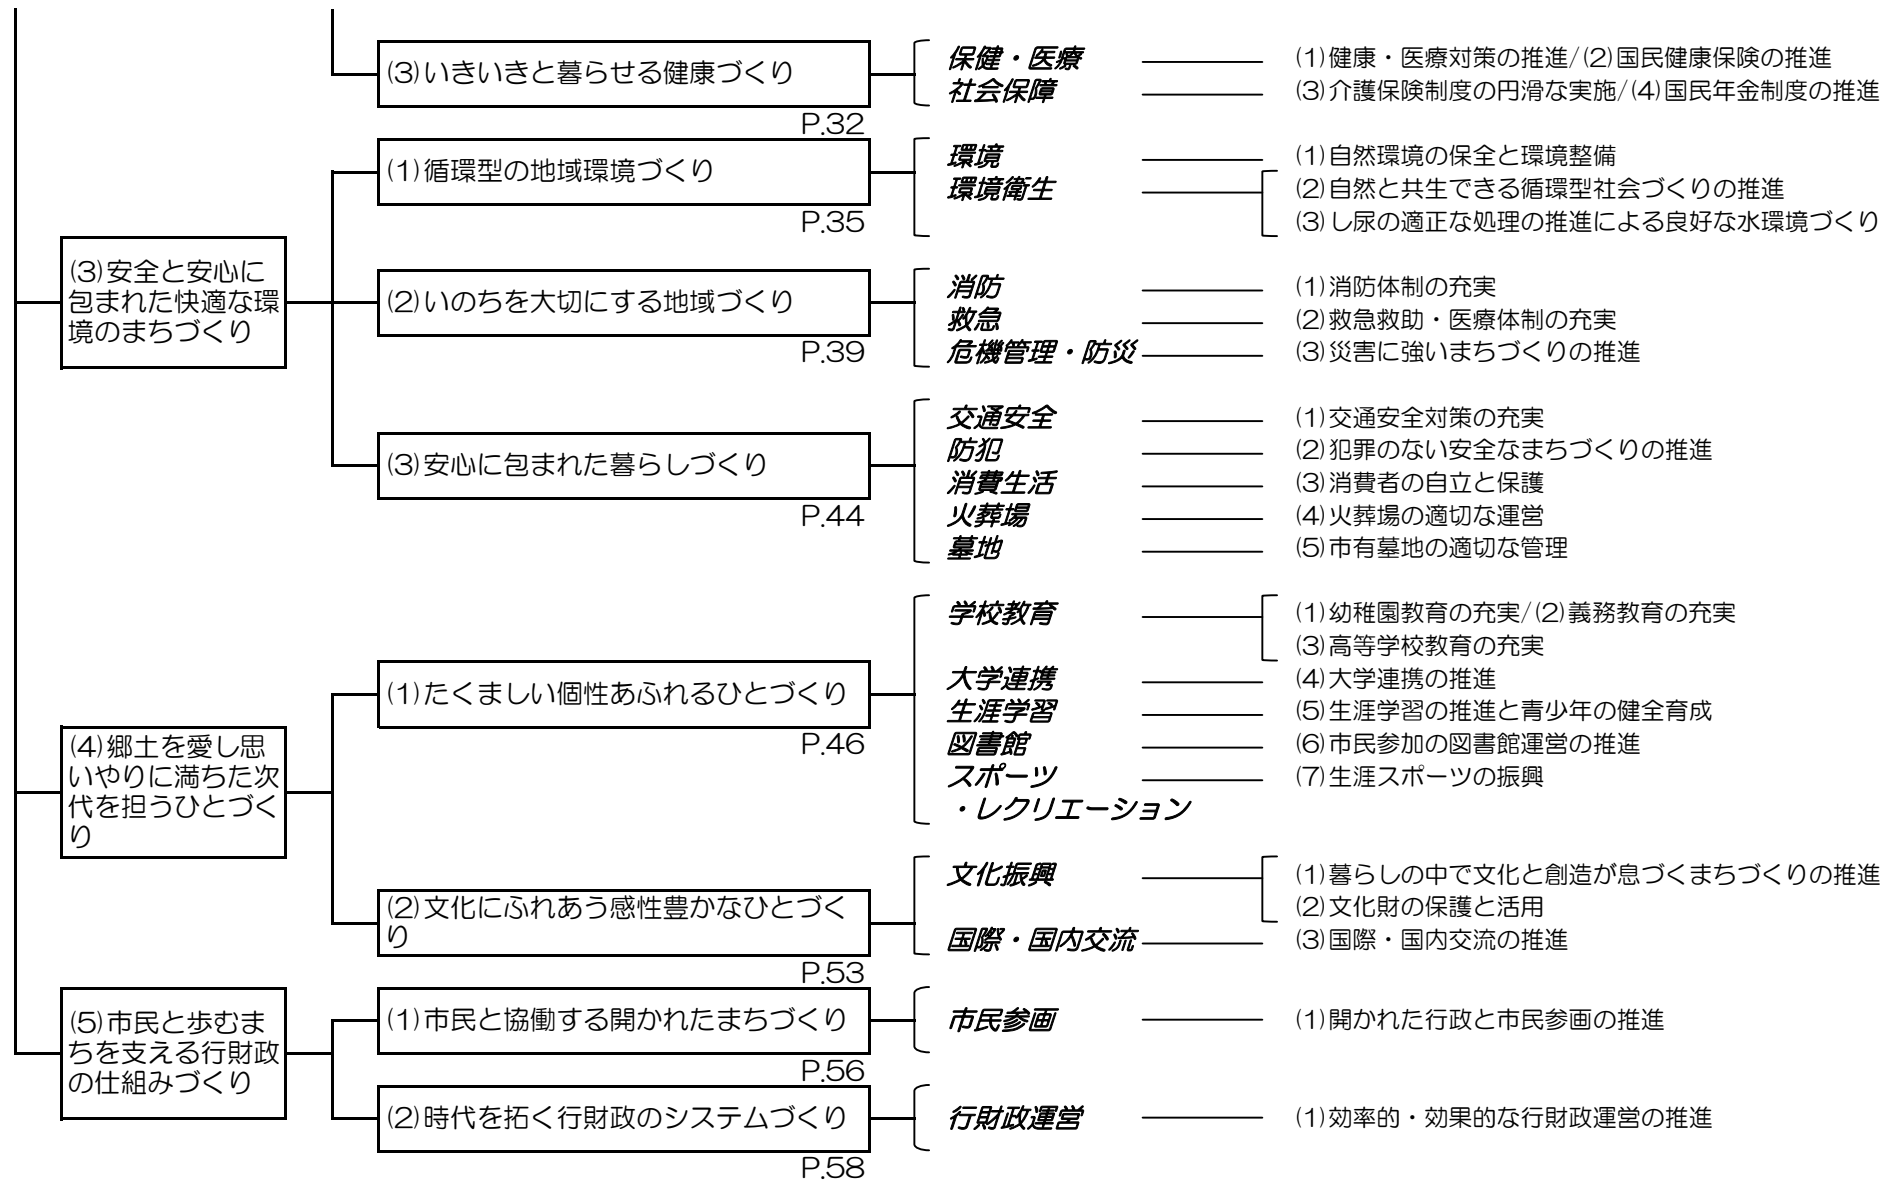 (3)いきいきと暮らせる健康づくり
P.32
保健・医療
(1)健康・医療対策の推進/(2)国民健康保険の推進
社会保障
(3)介護保険制度の円滑な実施/(4)国民年金制度の推進
(3)安全と安心に
包まれた快適な環
境のまちづくり
(1)循環型の地域環境づくり
P.35
環境
(1)自然環境の保全と環境整備
環境衛生
(2)自然と共生できる循環型社会づくりの推進
(3)し尿の適正な処理の推進による良好な水環境づくり
(2)いのちを大切にする地域づくり
P.39
消防
(1)消防体制の充実
救急
(2)救急救助・医療体制の充実
危機管理・防災
(3)災害に強いまちづくりの推進
(3)安心に包まれた暮らしづくり
P.44
交通安全
(1)交通安全対策の充実
防犯
(2)犯罪のない安全なまちづくりの推進
消費生活
(3)消費者の自立と保護
火葬場
(4)火葬場の適切な運営
墓地
(5)市有墓地の適切な管理
(4)郷土を愛し思
いやりに満ちた次
代を担うひとづく
り
(1)たくましい個性あふれるひとづくり
P.46
学校教育
(1)幼稚園教育の充実/(2)義務教育の充実
(3)高等学校教育の充実
大学連携
(4)大学連携の推進
生涯学習
(5)生涯学習の推進と青少年の健全育成
図書館
(6)市民参加の図書館運営の推進
スポーツ
・レクリエーション
(7)生涯スポーツの振興
(2)文化にふれあう感性豊かなひとづく
り
P.53
文化振興
(1)暮らしの中で文化と創造が息づくまちづくりの推進
(2)文化財の保護と活用
国際・国内交流
(3)国際・国内交流の推進
(5)市民と歩むま
ちを支える行財政
の仕組みづくり
(1)市民と協働する開かれたまちづくり
P.56
市民参画
(1)開かれた行政と市民参画の推進
(2)時代を拓く行財政のシステムづくり
P.58
行財政運営
(1)効率的・効果的な行財政運営の推進